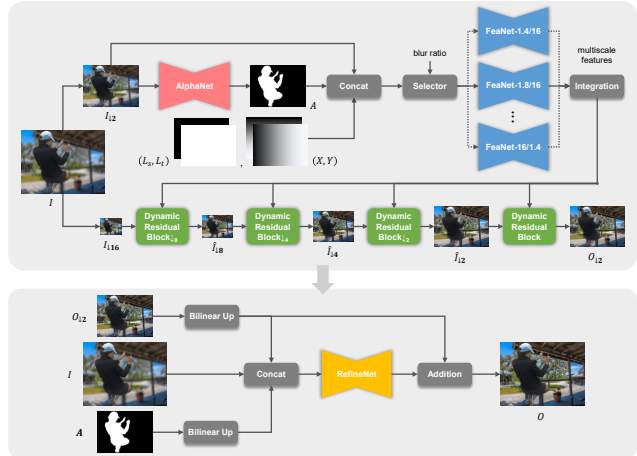 FeaNet-1.4/16
blur ratio
multiscale
features
AlphaNet
Concat
Selector
FeaNet-1.8/16
Integration
I↓2
A
⋮
(Ls, Lt)
,
(X, Y)
FeaNet-16/1.4
I
Dynamic
Residual
Block↓8
Dynamic
Residual
Block↓4
Dynamic
Residual
Block↓2
Dynamic
Residual
Block
I↓16
Î↓8
Î↓4
Î↓2
O↓2
O↓2
Bilinear Up
I
Concat
RefineNet
Addition
O
A
Bilinear Up